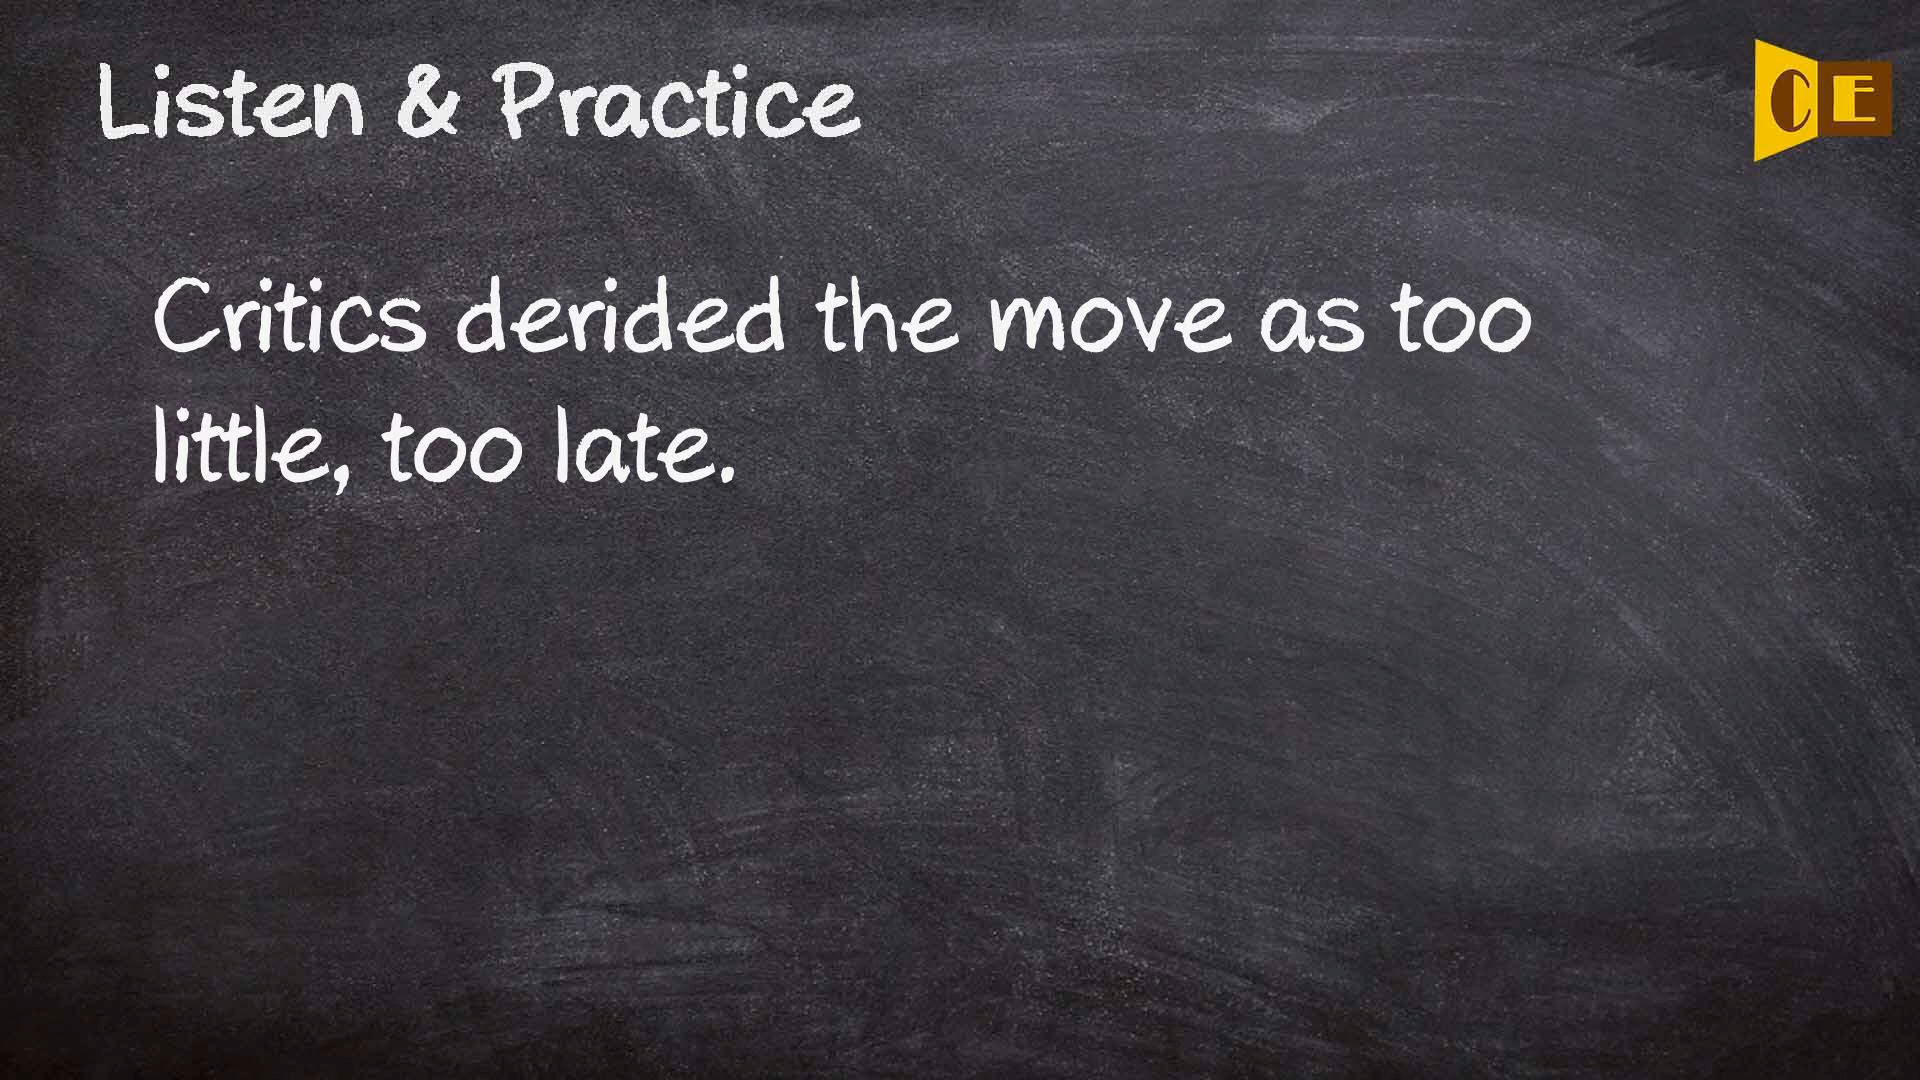 Listen & Practice
CE
Critics derided the move as too
little, too late.